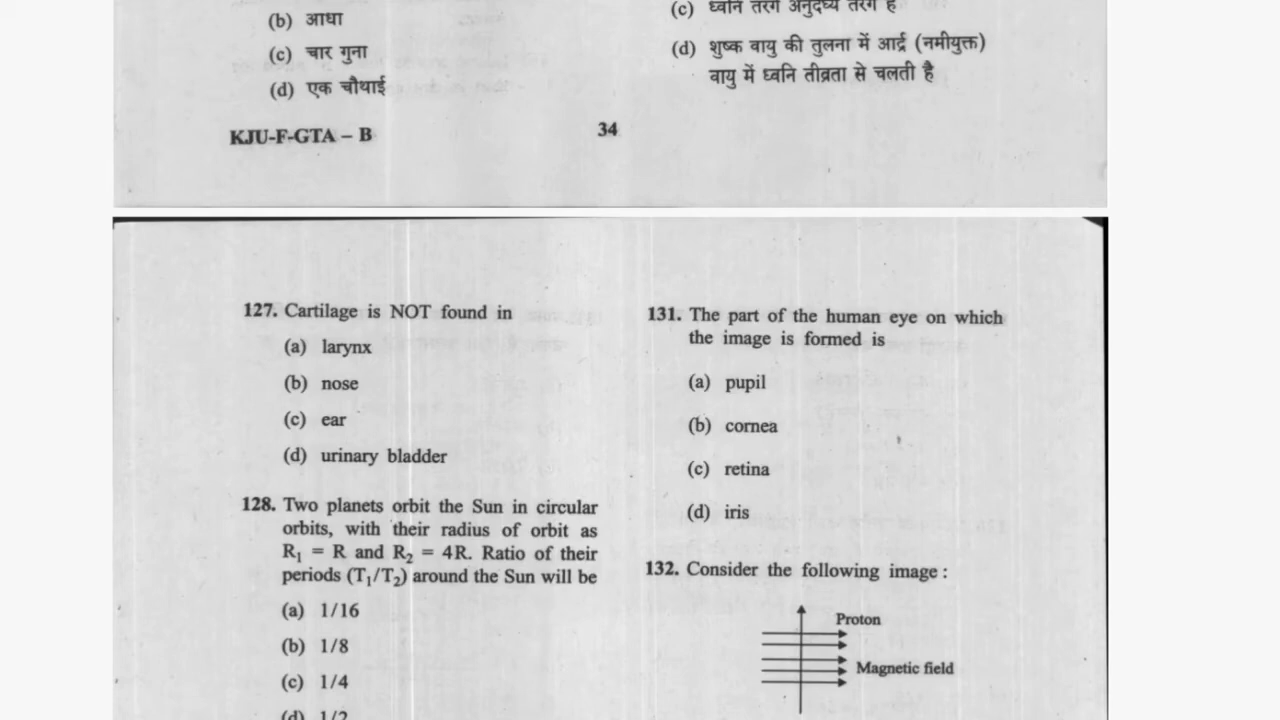 (b) आधा
(c) चार गुना
(d) एक चौथाई
(c) ध्वनि तरंग अनुदैर्ध्य तरंग है
(d) शुष्क वायु की तुलना में आर्द्र (नमीयुक्त)
वायु में ध्वनि तीव्रता से चलती है
KJU-F-GTA – B
34
127. Cartilage is NOT found in
(a) larynx
(b) nose
(c) ear
(d) urinary bladder
128. Two planets orbit the Sun in circular
orbits, with their radius of orbit as
R₁ = R and R₂ = 4R. Ratio of their
periods (T₁/T₂) around the Sun will be
(a) 1/16
(b) 1/8
(c) 1/4
(d) 1/2
131. The part of the human eye on which
the image is formed is
(a) pupil
(b) cornea
(c) retina
(d) iris
132. Consider the following image :
Proton
Magnetic field